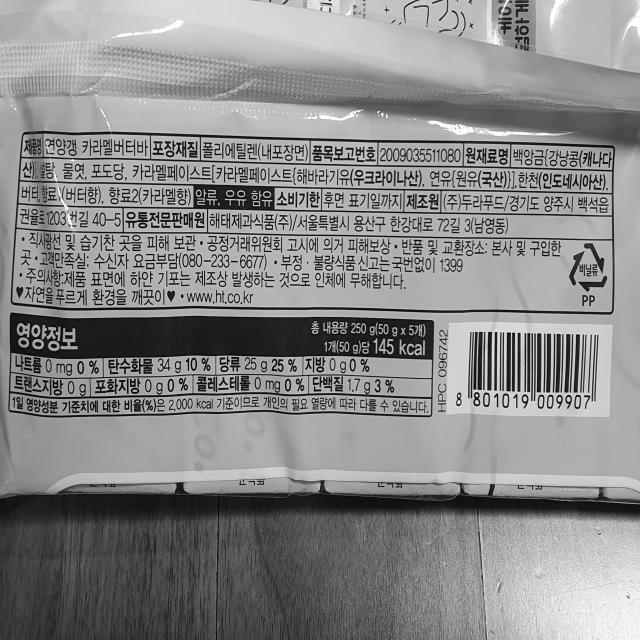 제품명 연양갱 카라멜버터바 포장재질 폴리에틸렌(내포장면) 품목보고번호 2009035511080 원재료명 백앙금{강낭콩(캐나다
산)}, 설탕, 물엿, 포도당, 카라멜페이스트[카라멜페이스트{해바라기유(우크라이나산), 연유(원유(국산)}], 한천(인도네시아산),
버터, 향료1(버터향), 향료2(카라멜향) 알류, 우유 함유 소비기한 후면 표기일까지 제조원 (주)두라푸드/경기도 양주시 백석읍
권율로1203번길 40-5 유통전문판매원 해태제과식품(주)/서울특별시 용산구 한강대로 72길 3(남영동)
• 직사광선 및 습기찬 곳을 피해 보관 • 공정거래위원회 고시에 의거 피해보상 • 반품 및 교환장소: 본사 및 구입한
곳 • 고객만족실: 수신자 요금부담(080-233-6677) • 부정 · 불량식품 신고는 국번없이 1399
• 주의사항:제품 표면에 하얀 기포는 제조상 발생하는 것으로 인체에 무해합니다.
♥자연을 푸르게 환경을 깨끗이♥ • www.ht.co.kr
비닐류
PP
영양정보
총 내용량 250 g(50 g x 5개)
1개(50 g)당 145 kcal
나트륨 0 mg 0 % 탄수화물 34 g 10 % 당류 25 g 25 % 지방 0 g 0 %
트랜스지방 0 g 포화지방 0 g 0 % 콜레스테롤 0 mg 0 % 단백질 1.7 g 3 %
1일 영양성분 기준치에 대한 비율(%)은 2,000 kcal 기준이므로 개인의 필요 열량에 따라 다를 수 있습니다.
HPC 096742
8 801019 009907